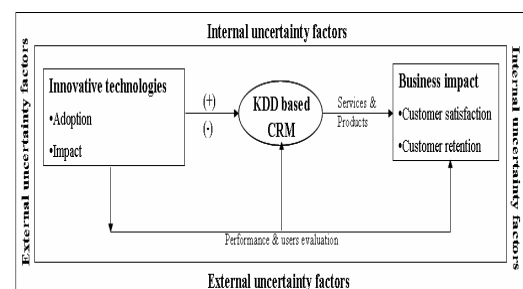 Internal uncertainty factors
External uncertainty factors
Innovative technologies
•Adoption
•Impact
(+)
(-)
KDD based
CRM
Services &
Products
Business impact
•Customer satisfaction
•Customer retention
Internal uncertainty factors
Performance & users evaluation
External uncertainty factors